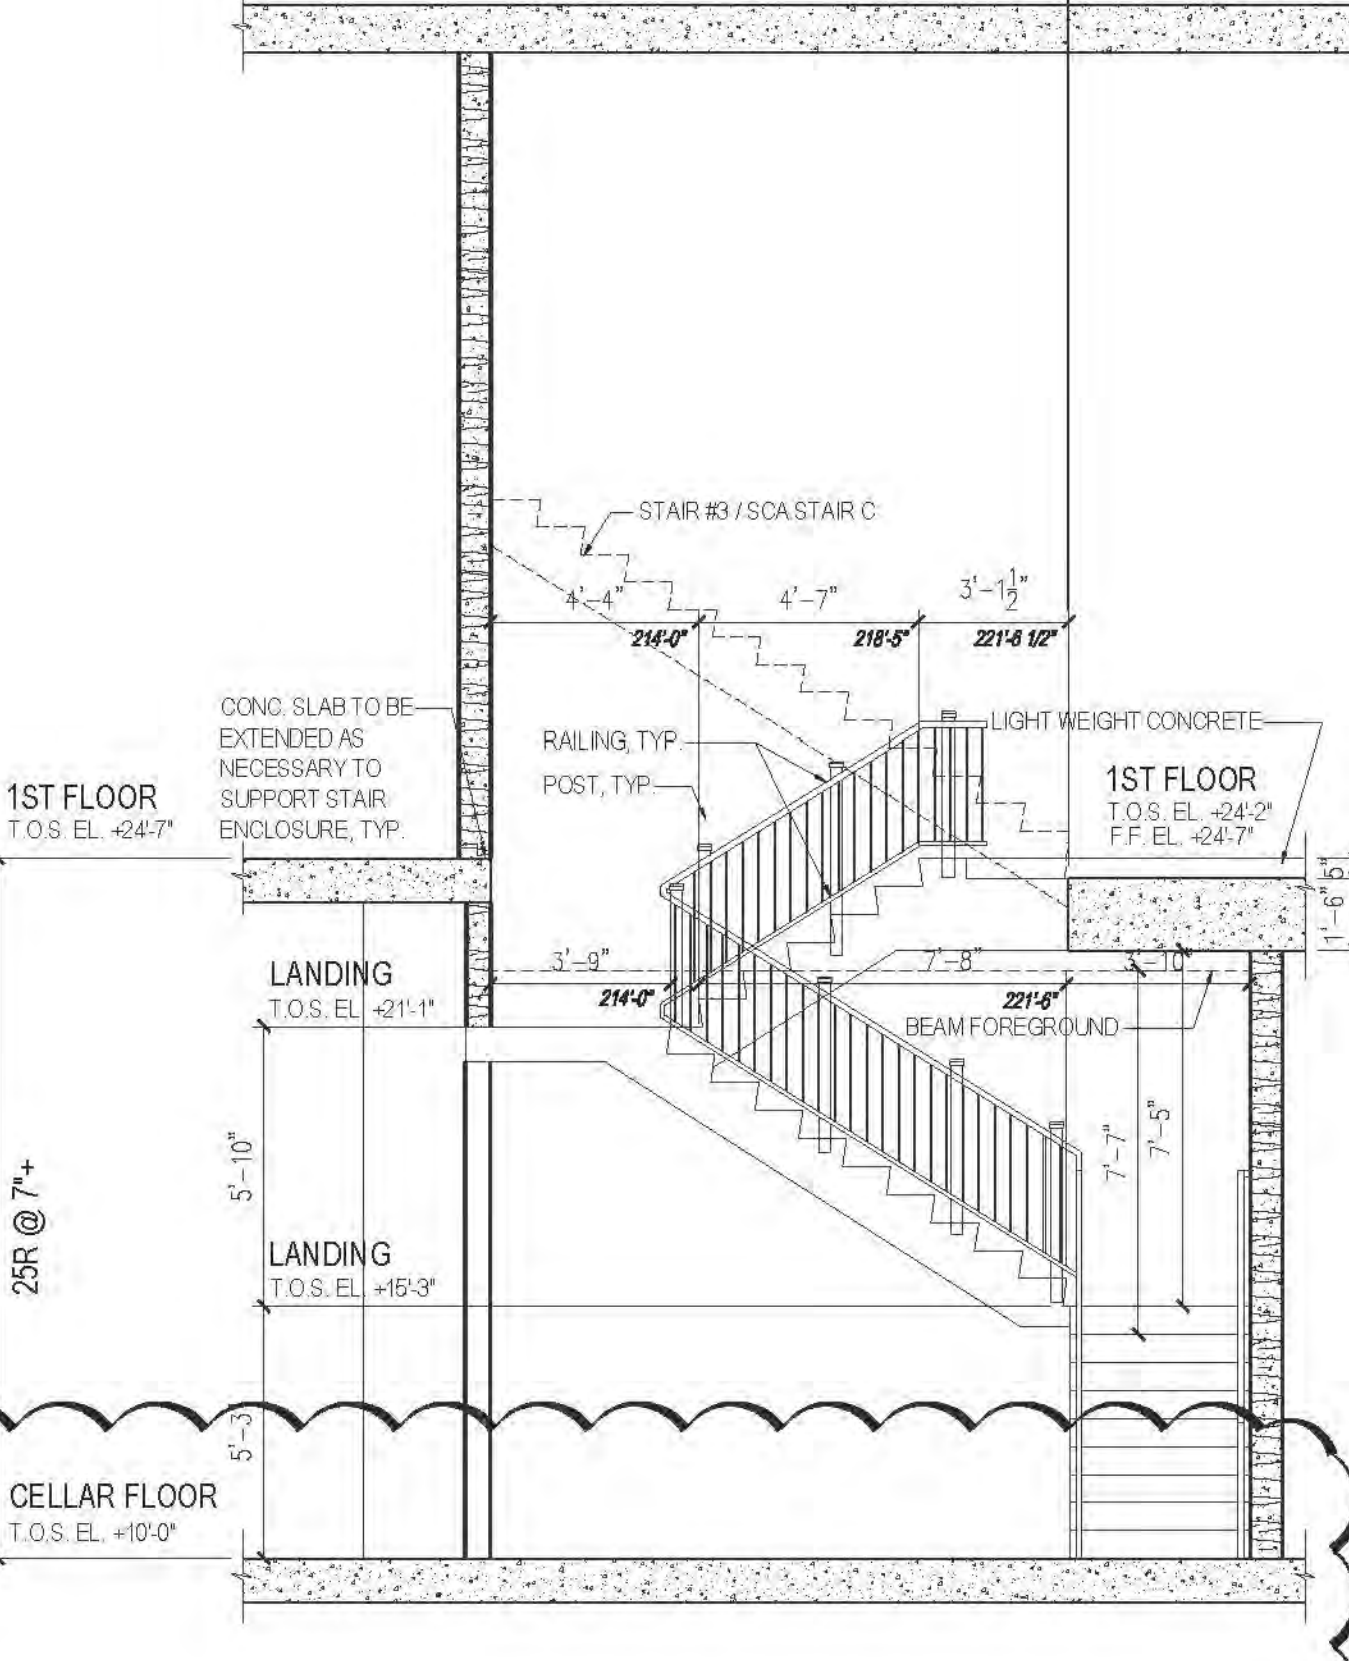 STAIR #3 / SCA STAIR C
4'-4"
4'-7"
3'-1 1/2"
214'-0"
218'-5"
221'-6 1/2"
CONC. SLAB TO BE
EXTENDED AS
NECESSARY TO
SUPPORT STAIR
ENCLOSURE, TYP.
RAILING, TYP.
POST, TYP.
LIGHT WEIGHT CONCRETE
1ST FLOOR
T.O.S. EL. +24'-7"
1ST FLOOR
T.O.S. EL. +24'-2"
F.F. EL. +24'-7"
5"
1'-6"
LANDING
T.O.S. EL. +21'-1"
3'-9"
7'-8"
3'-10"
214'-0"
221'-6"
BEAM FOREGROUND
5'-10"
7'-7"
7'-5"
25R @ 7"+
LANDING
T.O.S. EL. +15'-3"
5'-3
CELLAR FLOOR
T.O.S. EL. +10'-0"